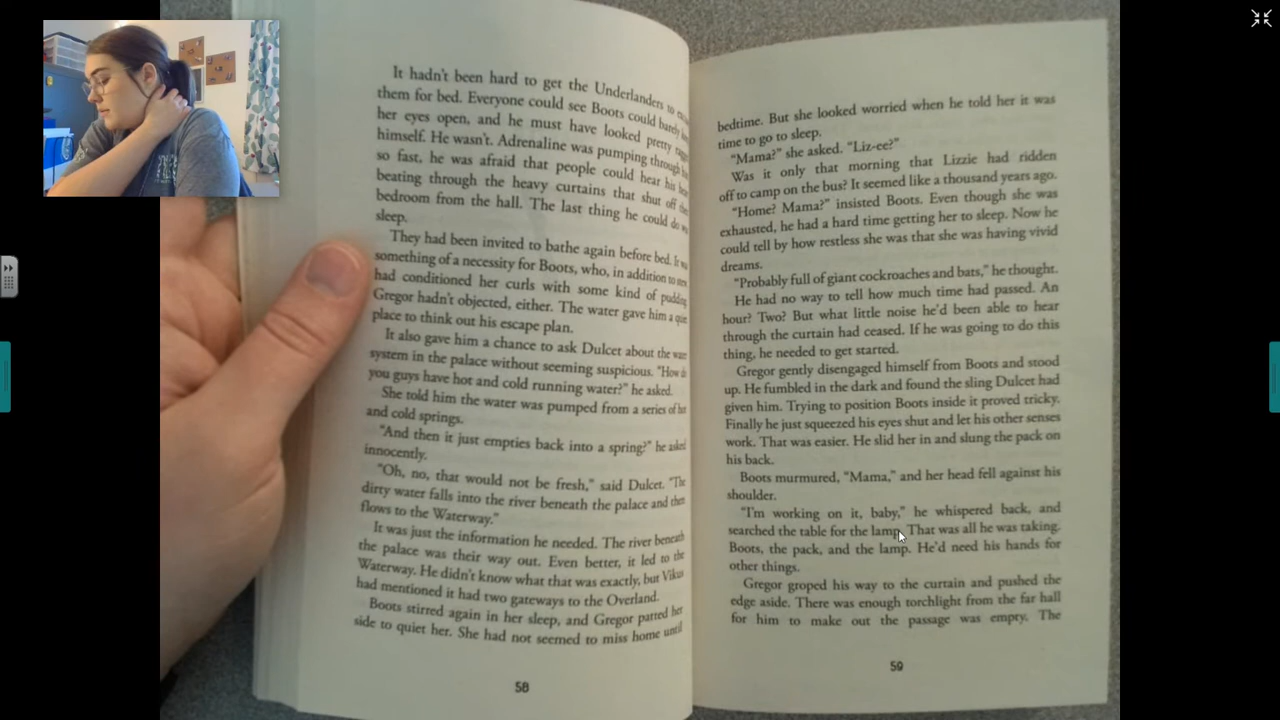 It hadn't been hard to get the Underlanders to
them for bed. Everyone could see Boots could barely
her eyes open, and he must have looked pretty
himself. He wasn't. Adrenaline was pumping through
so fast, he was afraid that people could hear his
beating through the heavy curtains that shut off
bedroom from the hall. The last thing he could do
sleep.
They had been invited to bathe again before bed. It
something of a necessity for Boots, who, in addition to
had conditioned her curls with some kind of pudding
Gregor hadn't objected, either. The water gave him a quiet
place to think out his escape plan.
It also gave him a chance to ask Dulcet about the water
system in the palace without seeming suspicious. "How do
you guys have hot and cold running water?" he asked.
She told him the water was pumped from a series of hot
and cold springs.
"And then it just empties back into a spring?" he asked
innocently.
"Oh, no, that would not be fresh," said Dulcet. "The
dirty water falls into the river beneath the palace and then
flows to the Waterway."
It was just the information he needed. The river beneath
the palace was their way out. Even better, it led to the
Waterway. He didn't know what that was exactly, but Vikus
had mentioned it had two gateways to the Overland.
Boots stirred again in her sleep, and Gregor patted her
side to quiet her. She had not seemed to miss home until
58
bedtime. But she looked worried when he told her it was
time to go to sleep.
"Mama?" she asked. "Liz-ee?"
Was it only that morning that Lizzie had ridden
off to camp on the bus? It seemed like a thousand years ago.
"Home? Mama?" insisted Boots. Even though she was
exhausted, he had a hard time getting her to sleep. Now he
could tell by how restless she was that she was having vivid
dreams.
"Probably full of giant cockroaches and bats," he thought.
He had no way to tell how much time had passed. An
hour? Two? But what little noise he'd been able to hear
through the curtain had ceased. If he was going to do this
thing, he needed to get started.
Gregor gently disengaged himself from Boots and stood
up. He fumbled in the dark and found the sling Dulcet had
given him. Trying to position Boots inside it proved tricky.
Finally he just squeezed his eyes shut and let his other senses
work. That was easier. He slid her in and slung the pack on
his back.
Boots murmured, "Mama," and her head fell against his
shoulder.
"I'm working on it, baby," he whispered back, and
searched the table for the lamp. That was all he was taking.
Boots, the pack, and the lamp. He'd need his hands for
other things.
Gregor groped his way to the curtain and pushed the
edge aside. There was enough torchlight from the far hall
for him to make out the passage was empty. The
59